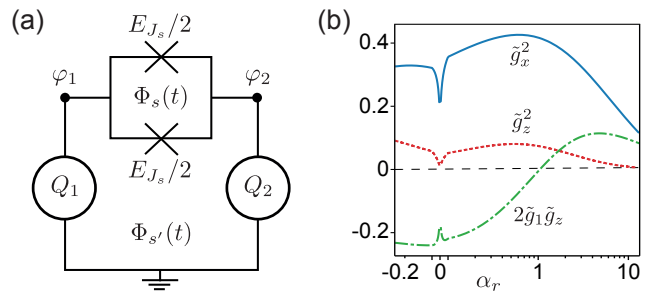 (a)
E_{J_s}/2
φ_1
φ_2
Φ_s(t)
E_{J_s}/2
Q_1
Q_2
Φ_{s'}(t)
(b)
0.4
0.2
0
-0.2
g̃_x^2
g̃_z^2
2g̃_1g̃_z
-0.2
0
1
10
α_r